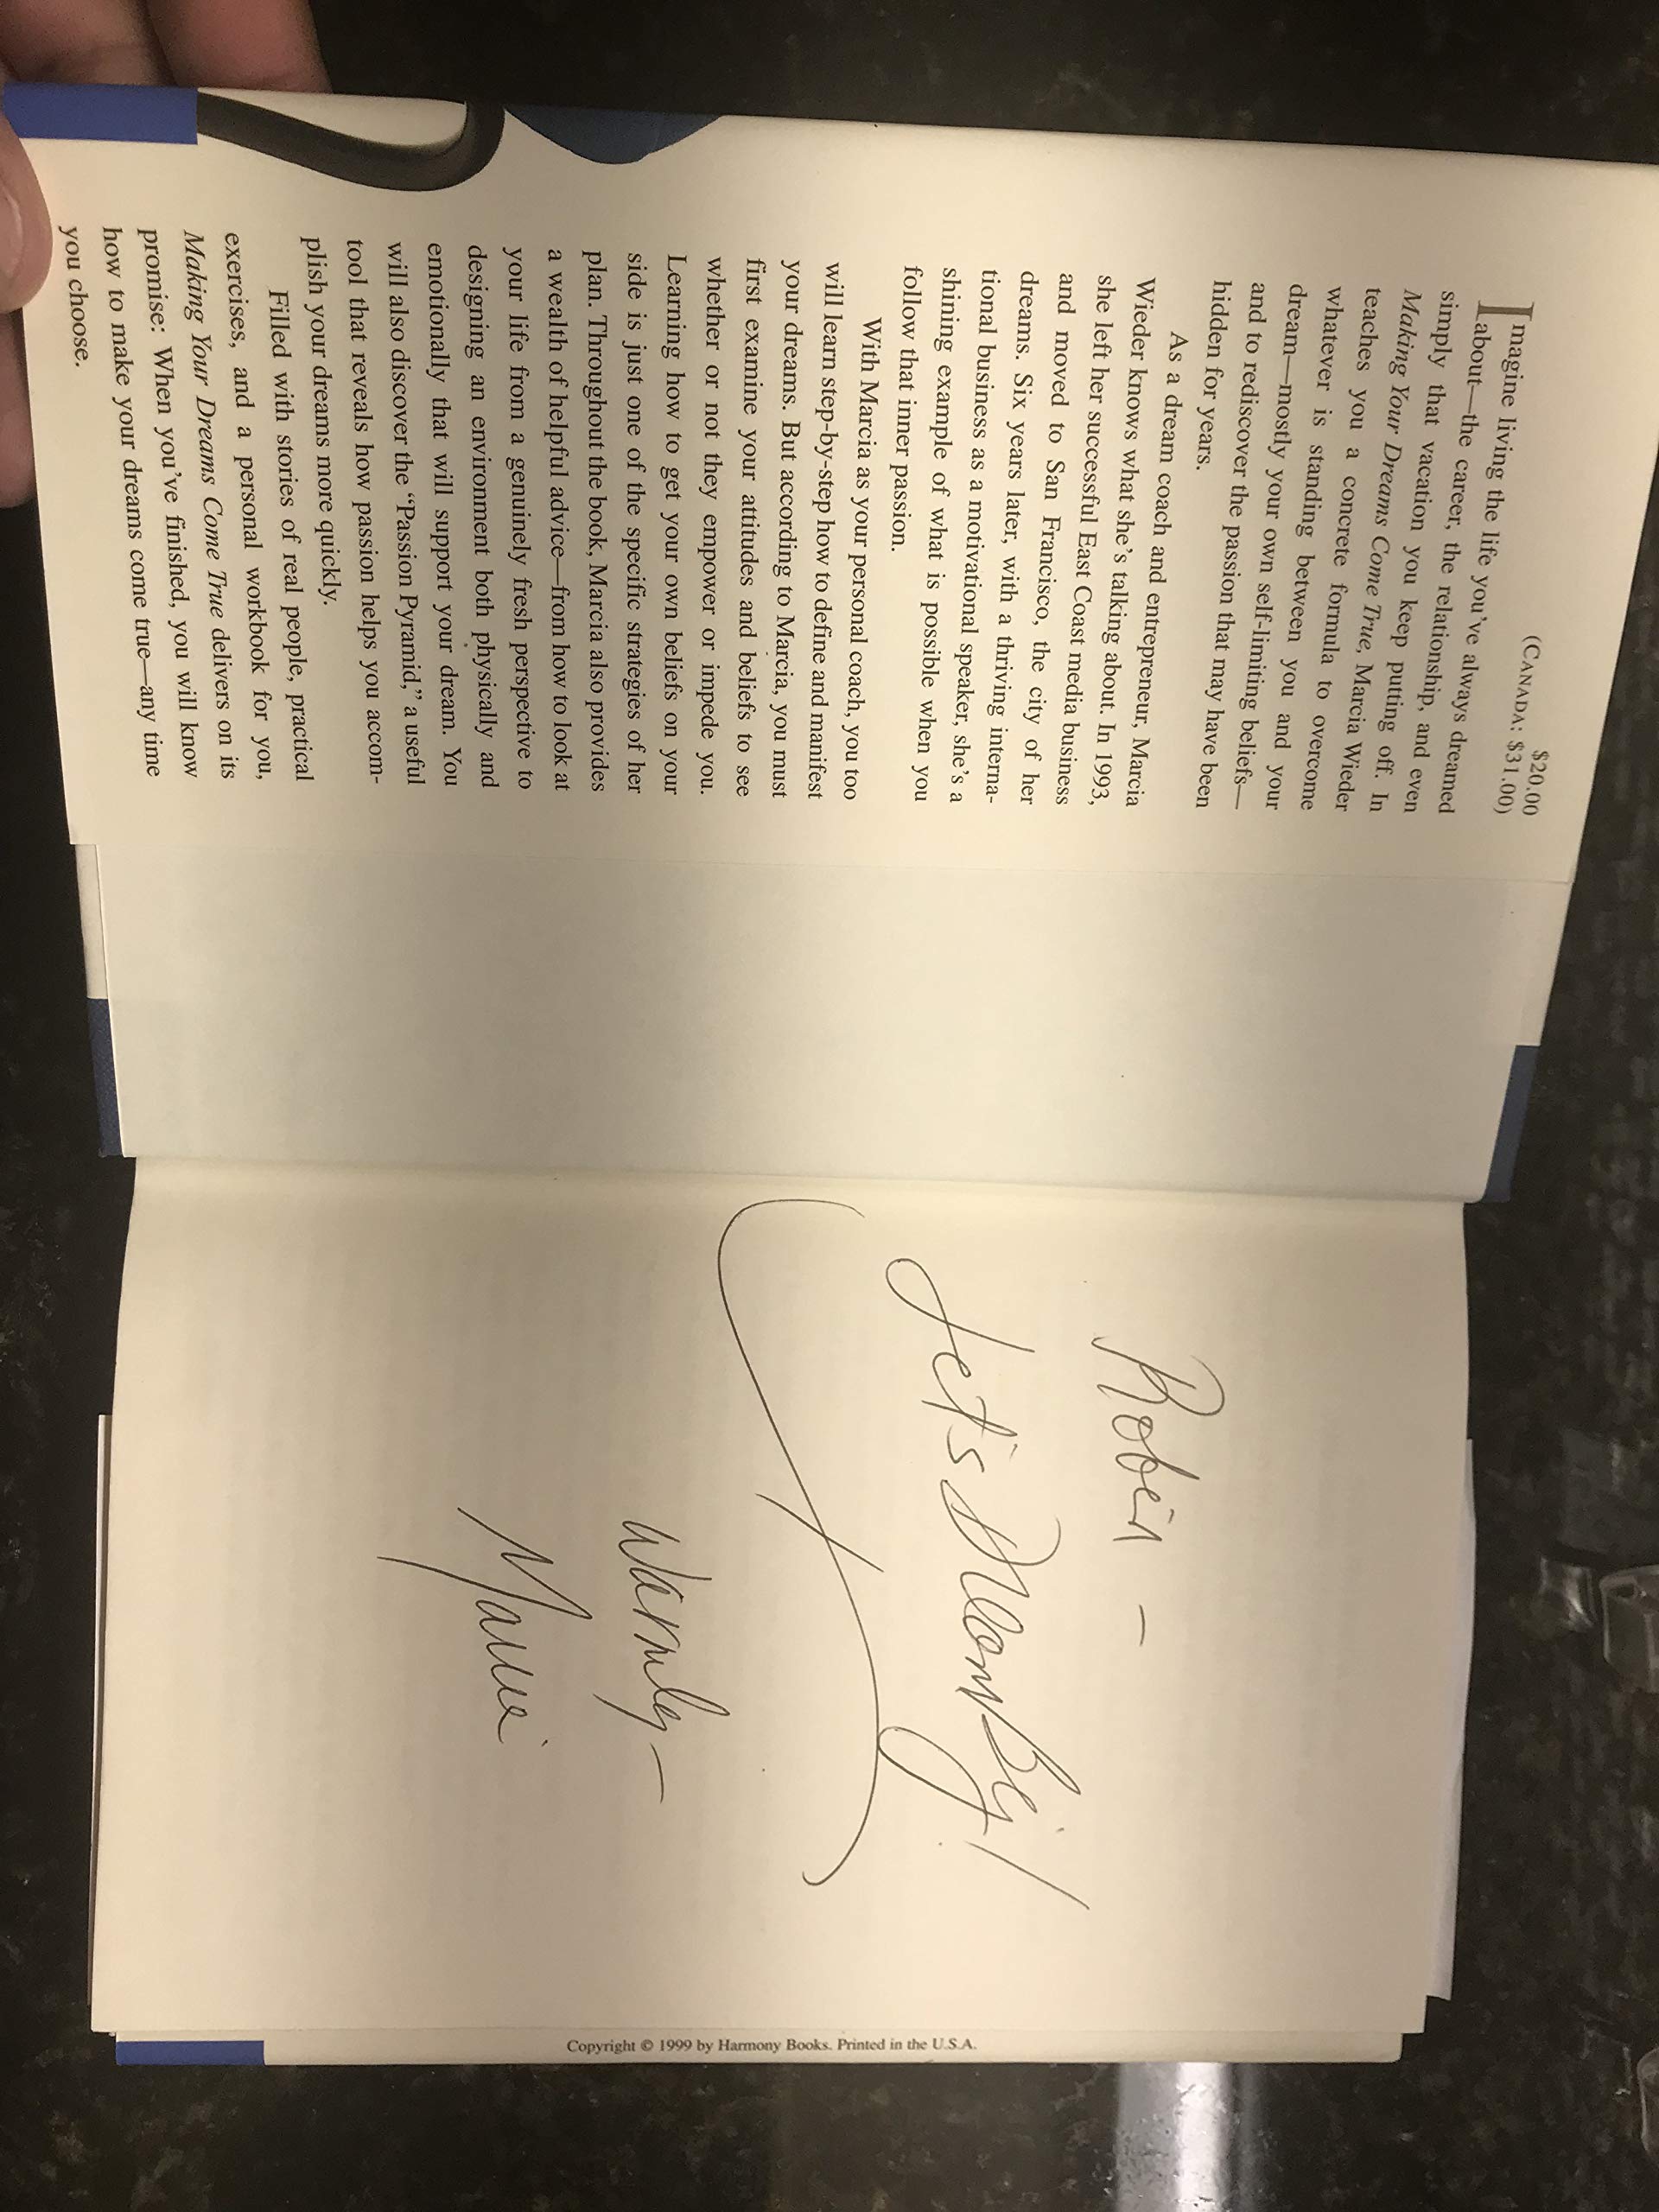 $20.00
(CANADA: $31.00)
Imagine living the life you've always dreamed
about—the career, the relationship, and even
simply that vacation you keep putting off. In
Making Your Dreams Come True, Marcia Wieder
teaches you a concrete formula to overcome
whatever is standing between you and your
dream—mostly your own self-limiting beliefs—
and to rediscover the passion that may have been
hidden for years.
As a dream coach and entrepreneur, Marcia
Wieder knows what she's talking about. In 1993,
she left her successful East Coast media business
and moved to San Francisco, the city of her
dreams. Six years later, with a thriving interna-
tional business as a motivational speaker, she's a
shining example of what is possible when you
follow that inner passion.
With Marcia as your personal coach, you too
will learn step-by-step how to define and manifest
your dreams. But according to Marcia, you must
first examine your attitudes and beliefs to see
whether or not they empower or impede you.
Learning how to get your own beliefs on your
side is just one of the specific strategies of her
plan. Throughout the book, Marcia also provides
a wealth of helpful advice—from how to look at
your life from a genuinely fresh perspective to
designing an environment both physically and
emotionally that will support your dream. You
will also discover the "Passion Pyramid," a useful
tool that reveals how passion helps you accom-
plish your dreams more quickly.
Filled with stories of real people, practical
exercises, and a personal workbook for you,
Making Your Dreams Come True delivers on its
promise: When you've finished, you will know
how to make your dreams come true—any time
you choose.
Robin –
Let's Dream Big!
Warmly –
Marcia
Copyright © 1999 by Harmony Books. Printed in the U.S.A.